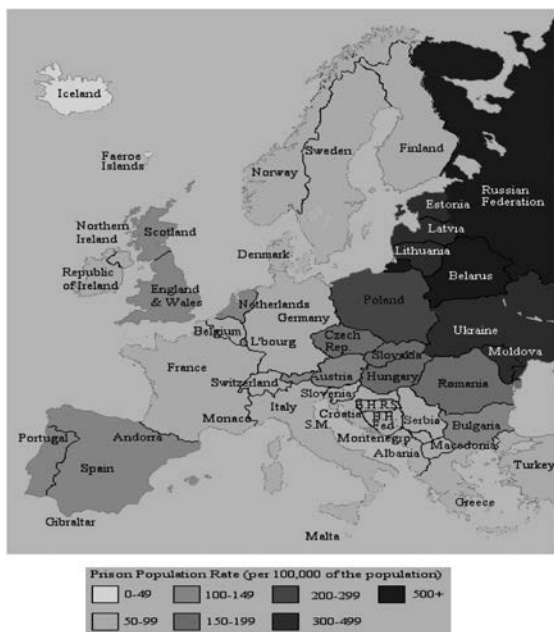 Iceland
Faeroe
Islands
Sweden
Finland
Norway
Russian
Federation
Estonia
Latvia
Lithuania
Northern
Ireland
Scotland
Denmark
Republic
of Ireland
England
& Wales
Belarus
Netherlands
Germany
Poland
Belgium
L'bourg
Czech
Rep.
Ukraine
Slovakia
Moldova
France
Austria
Hungary
Switzerland
Slovenia
Romania
Croatia
B.H.R.S.
B.H.
Fed.
Italy
Monaco
S.M.
Serbia
Bulgaria
Montenegro
Macedonia
Albania
Portugal
Andorra
Spain
Turkey
Greece
Gibraltar
Malta
Prison Population Rate (per 100,000 of the population)
0-49 100-149 200-299 500+
50-99 150-199 300-499